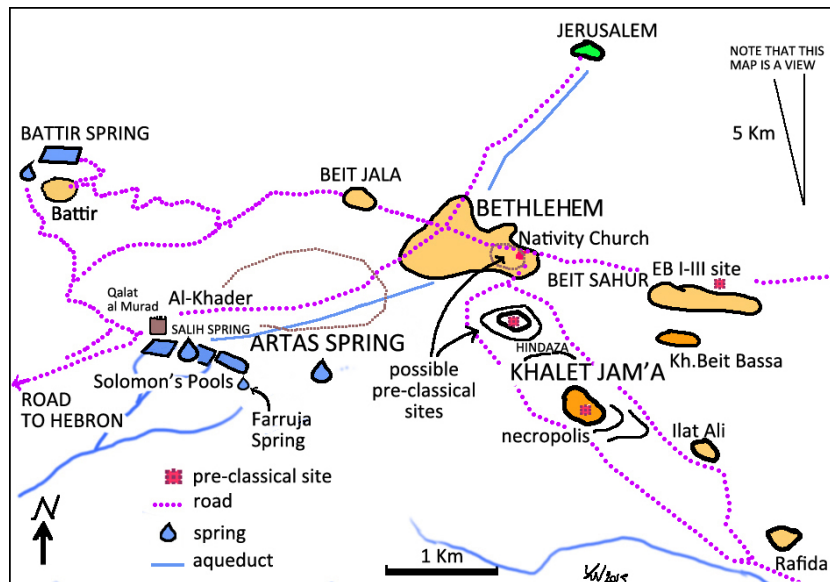 JERUSALEM
NOTE THAT THIS
MAP IS A VIEW
5 Km
BATTIR SPRING
Battir
BEIT JALA
BETHLEHEM
Nativity Church
BEIT SAHUR
EB I-III site
Qalat
al Murad
Al-Khader
SALIH SPRING
ARTAS SPRING
Solomon's Pools
Farruja
Spring
ROAD
TO HEBRON
possible
pre-classical
sites
HINDAZA
KHALET JAM'A
necropolis
Kh.Beit Bassa
Ilat Ali
Rafida
pre-classical site
road
spring
aqueduct
N
1 Km